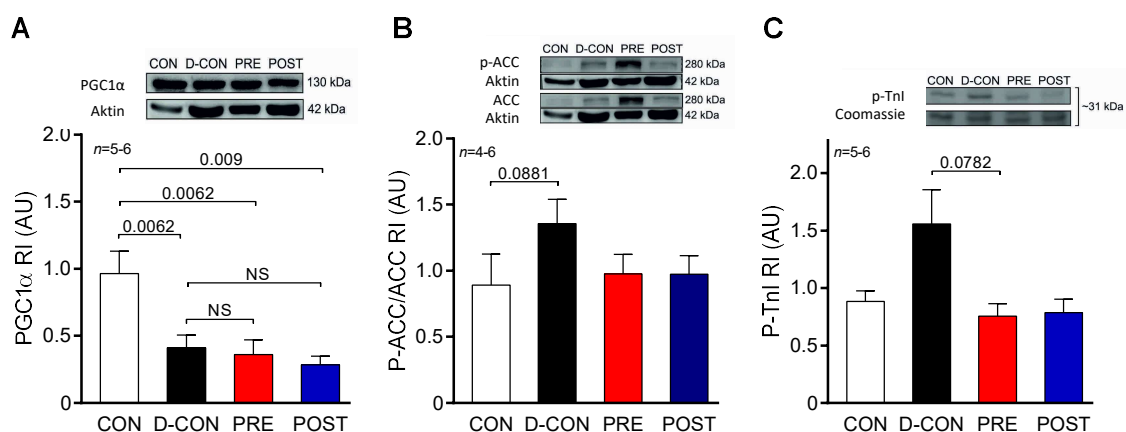 A
CON D-CON PRE POST
PGC1α
130 kDa
Aktin
42 kDa
PGC1α RI (AU)
2.0
1.5
1.0
0.5
0
n=5-6
0.009
0.0062
0.0062
NS
NS
CON D-CON PRE POST
B
CON D-CON PRE POST
p-ACC
280 kDa
Aktin
42 kDa
ACC
280 kDa
Aktin
42 kDa
P-ACC/ACC RI (AU)
2.0
1.5
1.0
0.5
0
n=4-6
0.0881
CON D-CON PRE POST
C
CON D-CON PRE POST
p-TnI
Coomassie
~31 kDa
P-TnI RI (AU)
2.0
1.5
1.0
0.5
0
n=5-6
0.0782
CON D-CON PRE POST